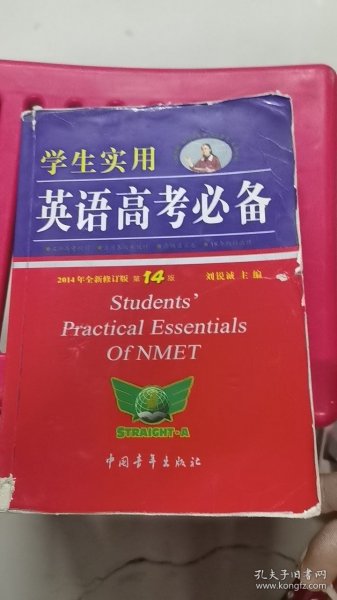 学生实用
英语高考必备
2014年全新修订版 第14版 刘锐诚 主编
Students'
Practical Essentials
Of NMET
STRAIGHT·A
中国青年出版社
孔夫子旧书网